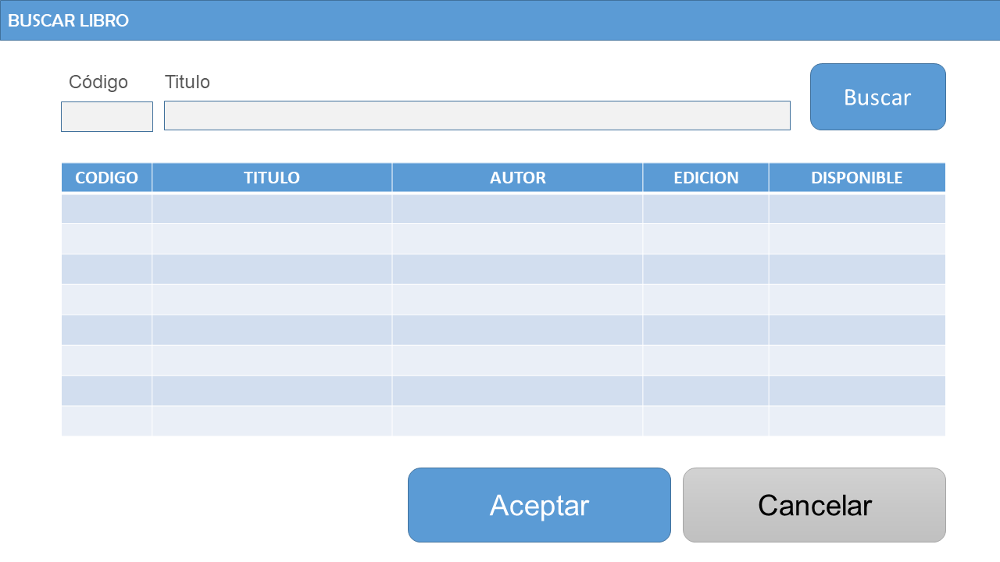 BUSCAR LIBRO
Código Titulo
Buscar
CODIGO TITULO AUTOR EDICION DISPONIBLE
Aceptar Cancelar